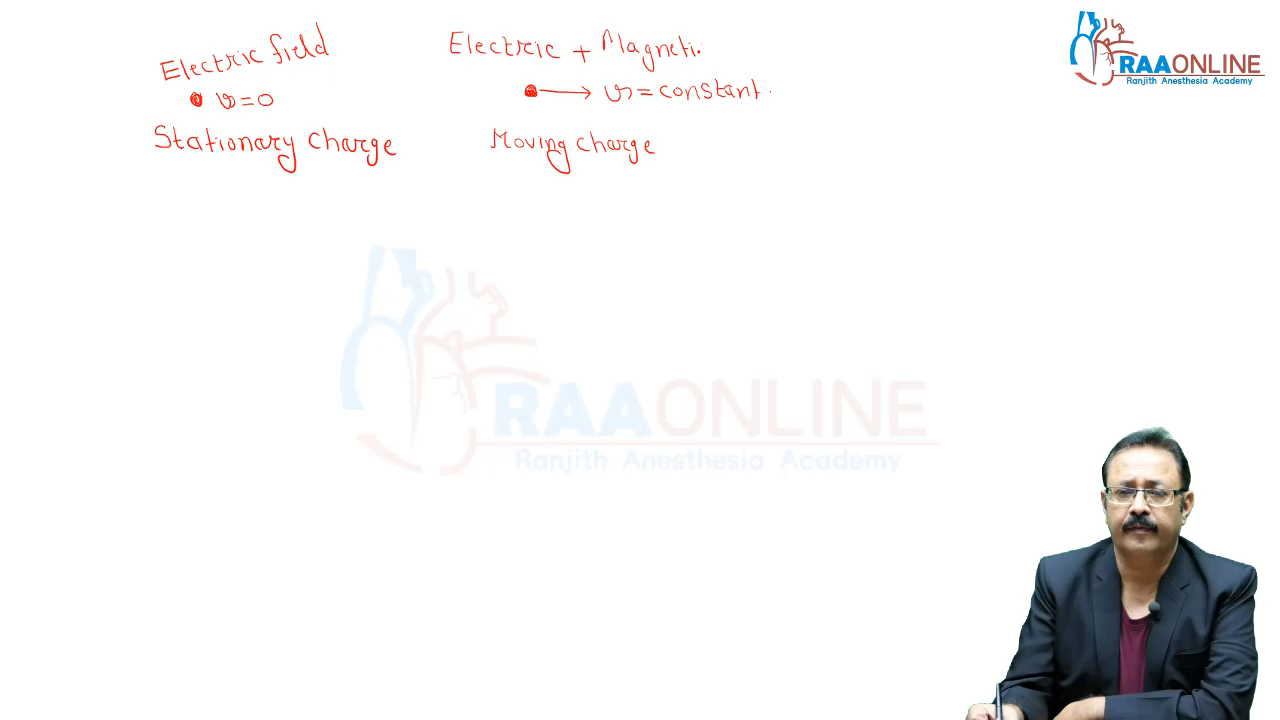 Electric field
v=0
Stationary charge
Electric + Magneti.
v=constant.
Moving charge
RAAONLINE
Ranjith Anesthesia Academy
RAAONLINE
Ranjith Anesthesia Academy